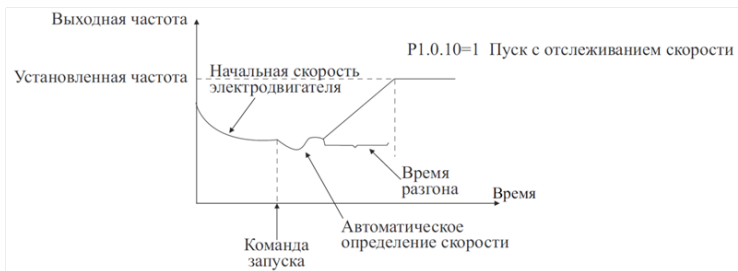 Выходная частота
P1.0.10=1 Пуск с отслеживанием скорости
Установленная частота
Начальная скорость
электродвигателя
Время
разгона
Время
Автоматическое
определение скорости
Команда
запуска